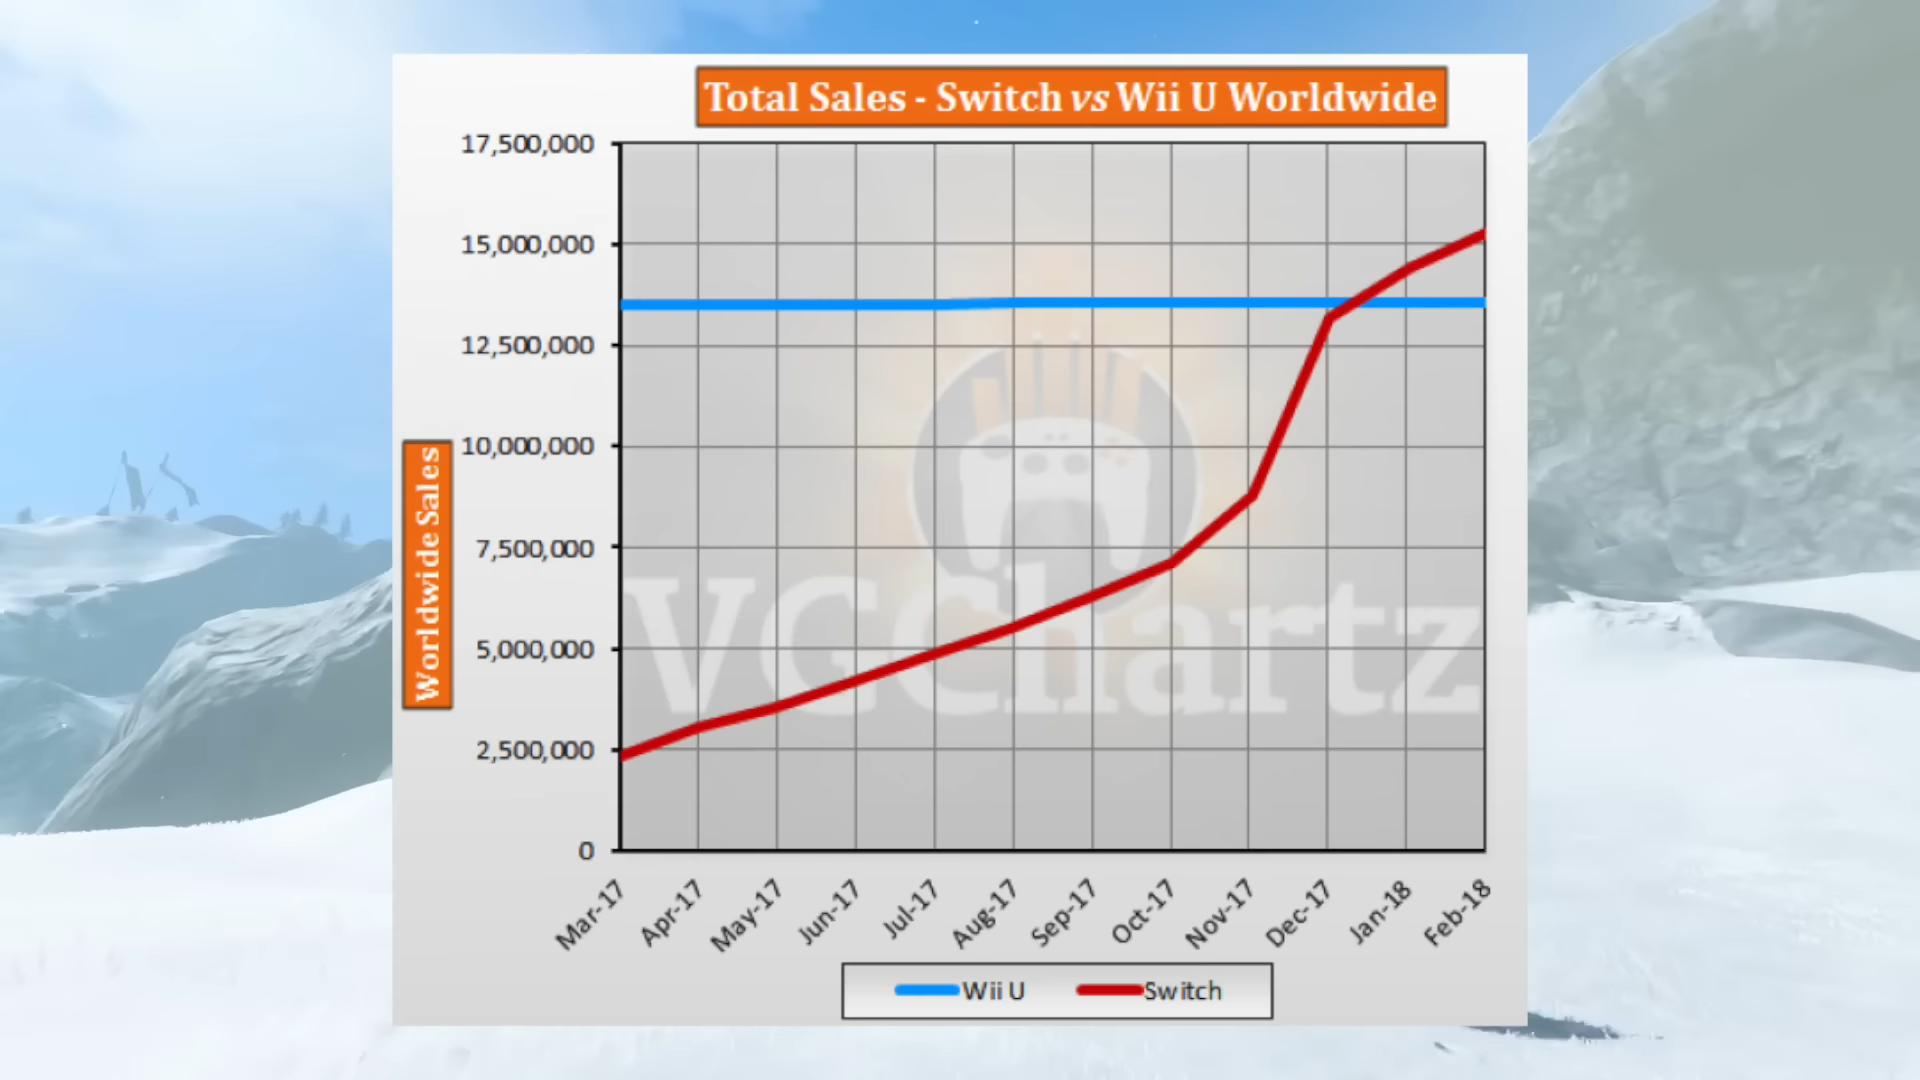 Total Sales - Switch vs Wii U Worldwide
17,500,000
15,000,000
12,500,000
10,000,000
7,500,000
5,000,000
2,500,000
0
Worldwide Sales
VGChartz
Mar-17
Apr-17
May-17
Jun-17
Jul-17
Aug-17
Sep-17
Oct-17
Nov-17
Dec-17
Jan-18
Feb-18
Wii U
Switch